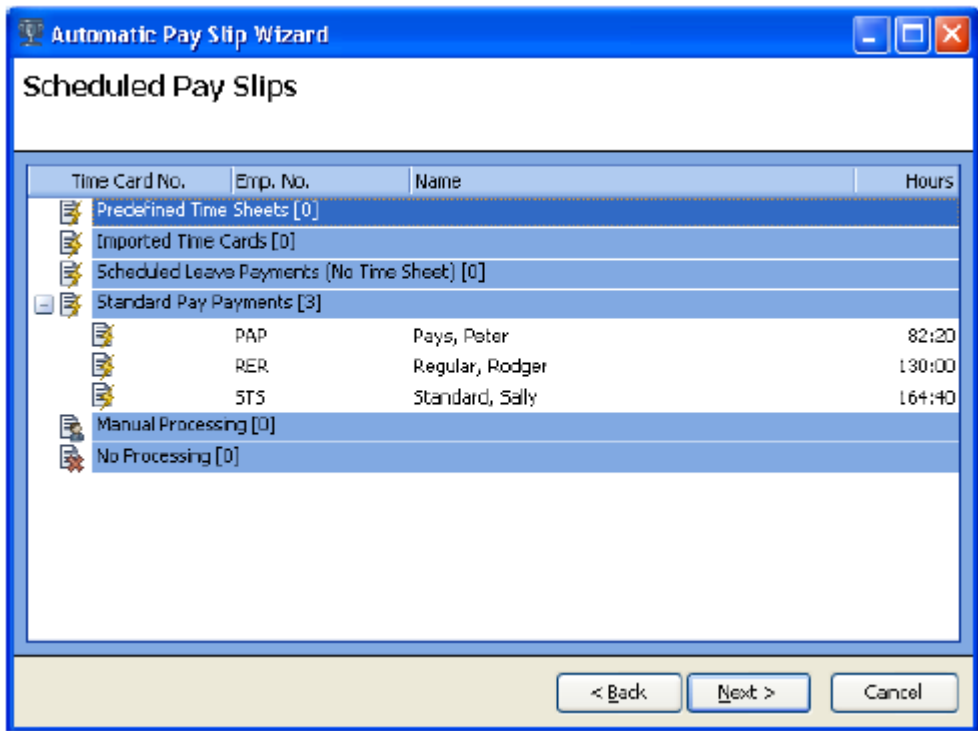 Automatic Pay Slip Wizard
Scheduled Pay Slips
Time Card No. Emp. No. Name Hours
Predefined Time Sheets [0]
Imported Time Cards [0]
Scheduled Leave Payments (No Time Sheet) [0]
Standard Pay Payments [3]
PAP Pays, Peter 82:20
RER Regular, Rodger 130:00
STS Standard, Sally 164:40
Manual Processing [0]
No Processing [0]
< Back Next > Cancel